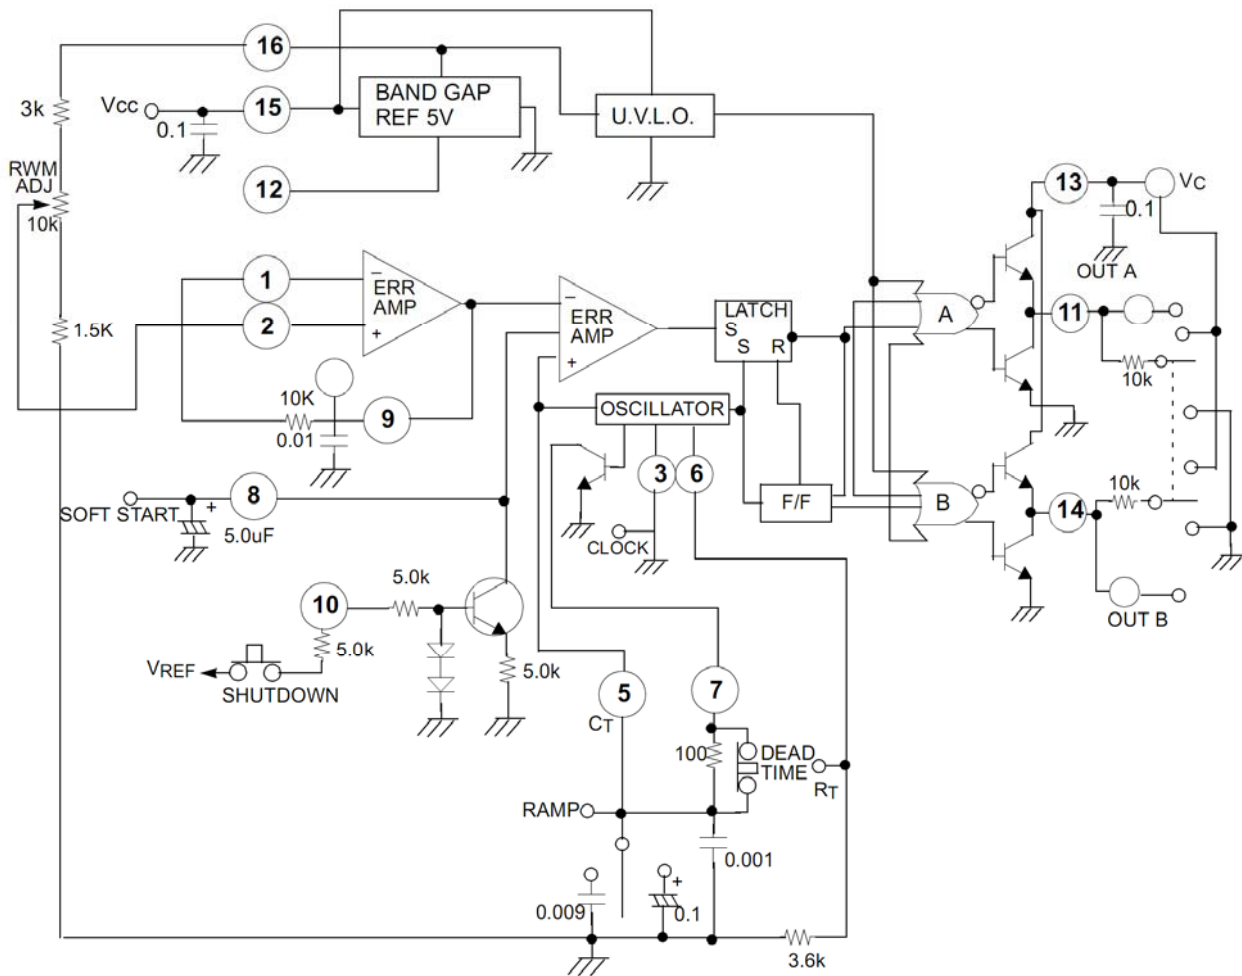 16
3k
VCC
15
BAND GAP
REF 5V
U.V.L.O.
0.1
RWM
ADJ
12
13
VC
10k
0.1
OUT A
1
−
ERR
AMP
2
+
1.5K
−
ERR
AMP
+
LATCH
S
S
R
A
11
10k
10K
9
0.01
OSCILLATOR
3
6
8
+
SOFT START
5.0uF
F/F
B
10k
14
CLOCK
5.0k
10
5.0k
VREF
SHUTDOWN
5.0k
OUT B
5
7
CT
100
DEAD
TIME
RT
RAMP
0.001
+
0.009
0.1
3.6k